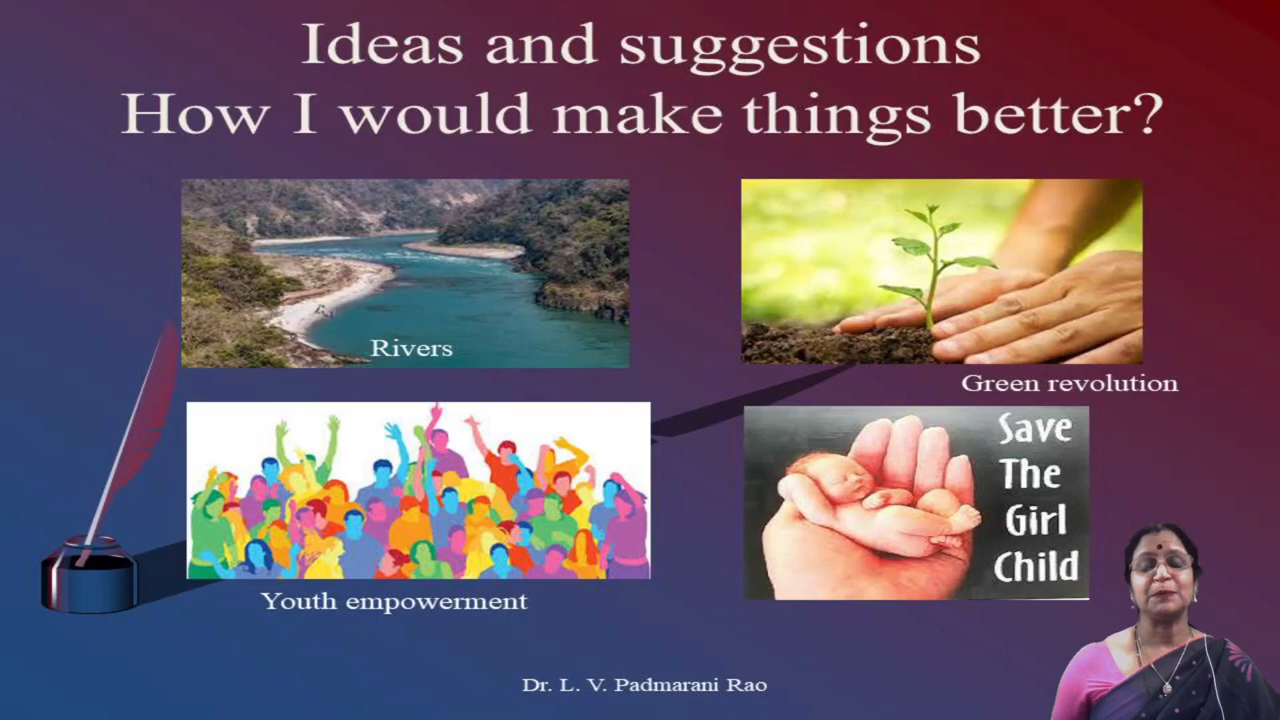 Ideas and suggestions
How I would make things better?
Rivers
Green revolution
Save
The
Girl
Child
Youth empowerment
Dr. L. V. Padmarani Rao